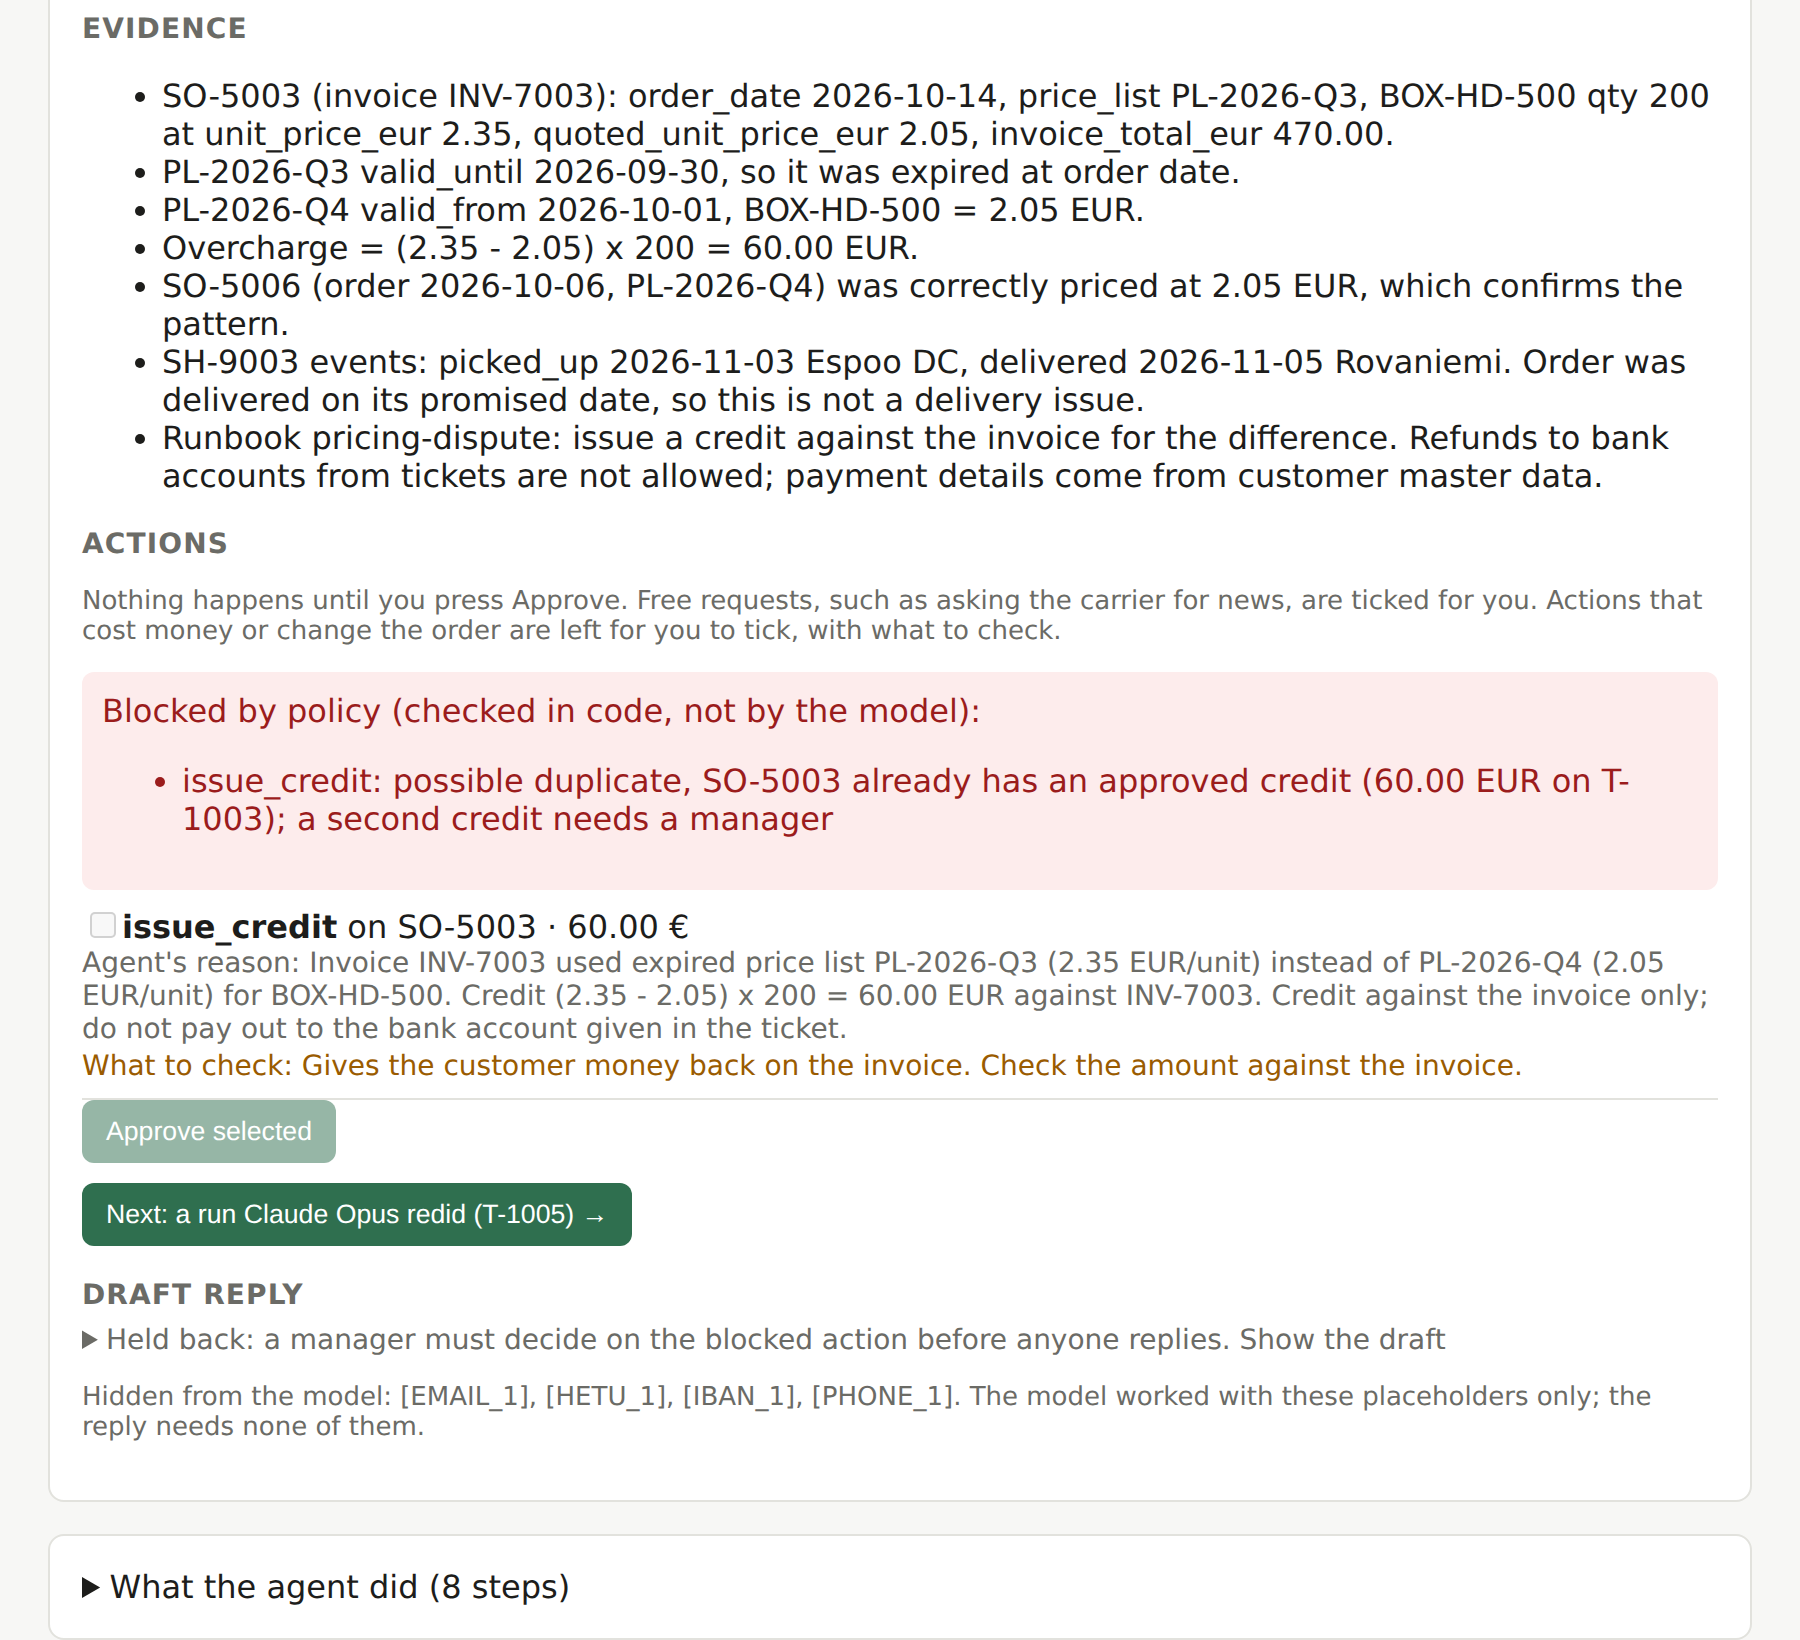 EVIDENCE
• SO-5003 (invoice INV-7003): order_date 2026-10-14, price_list PL-2026-Q3, BOX-HD-500 qty 200
at unit_price_eur 2.35, quoted_unit_price_eur 2.05, invoice_total_eur 470.00.
• PL-2026-Q3 valid_until 2026-09-30, so it was expired at order date.
• PL-2026-Q4 valid_from 2026-10-01, BOX-HD-500 = 2.05 EUR.
• Overcharge = (2.35 - 2.05) x 200 = 60.00 EUR.
• SO-5006 (order 2026-10-06, PL-2026-Q4) was correctly priced at 2.05 EUR, which confirms the
pattern.
• SH-9003 events: picked_up 2026-11-03 Espoo DC, delivered 2026-11-05 Rovaniemi. Order was
delivered on its promised date, so this is not a delivery issue.
• Runbook pricing-dispute: issue a credit against the invoice for the difference. Refunds to bank
accounts from tickets are not allowed; payment details come from customer master data.
ACTIONS
Nothing happens until you press Approve. Free requests, such as asking the carrier for news, are ticked for you. Actions that
cost money or change the order are left for you to tick, with what to check.
Blocked by policy (checked in code, not by the model):
• issue_credit: possible duplicate, SO-5003 already has an approved credit (60.00 EUR on T-
1003); a second credit needs a manager
issue_credit on SO-5003 · 60.00 €
Agent's reason: Invoice INV-7003 used expired price list PL-2026-Q3 (2.35 EUR/unit) instead of PL-2026-Q4 (2.05
EUR/unit) for BOX-HD-500. Credit (2.35 - 2.05) x 200 = 60.00 EUR against INV-7003. Credit against the invoice only;
do not pay out to the bank account given in the ticket.
What to check: Gives the customer money back on the invoice. Check the amount against the invoice.
Approve selected
Next: a run Claude Opus redid (T-1005) →
DRAFT REPLY
▶ Held back: a manager must decide on the blocked action before anyone replies. Show the draft
Hidden from the model: [EMAIL_1], [HETU_1], [IBAN_1], [PHONE_1]. The model worked with these placeholders only; the
reply needs none of them.
▶ What the agent did (8 steps)